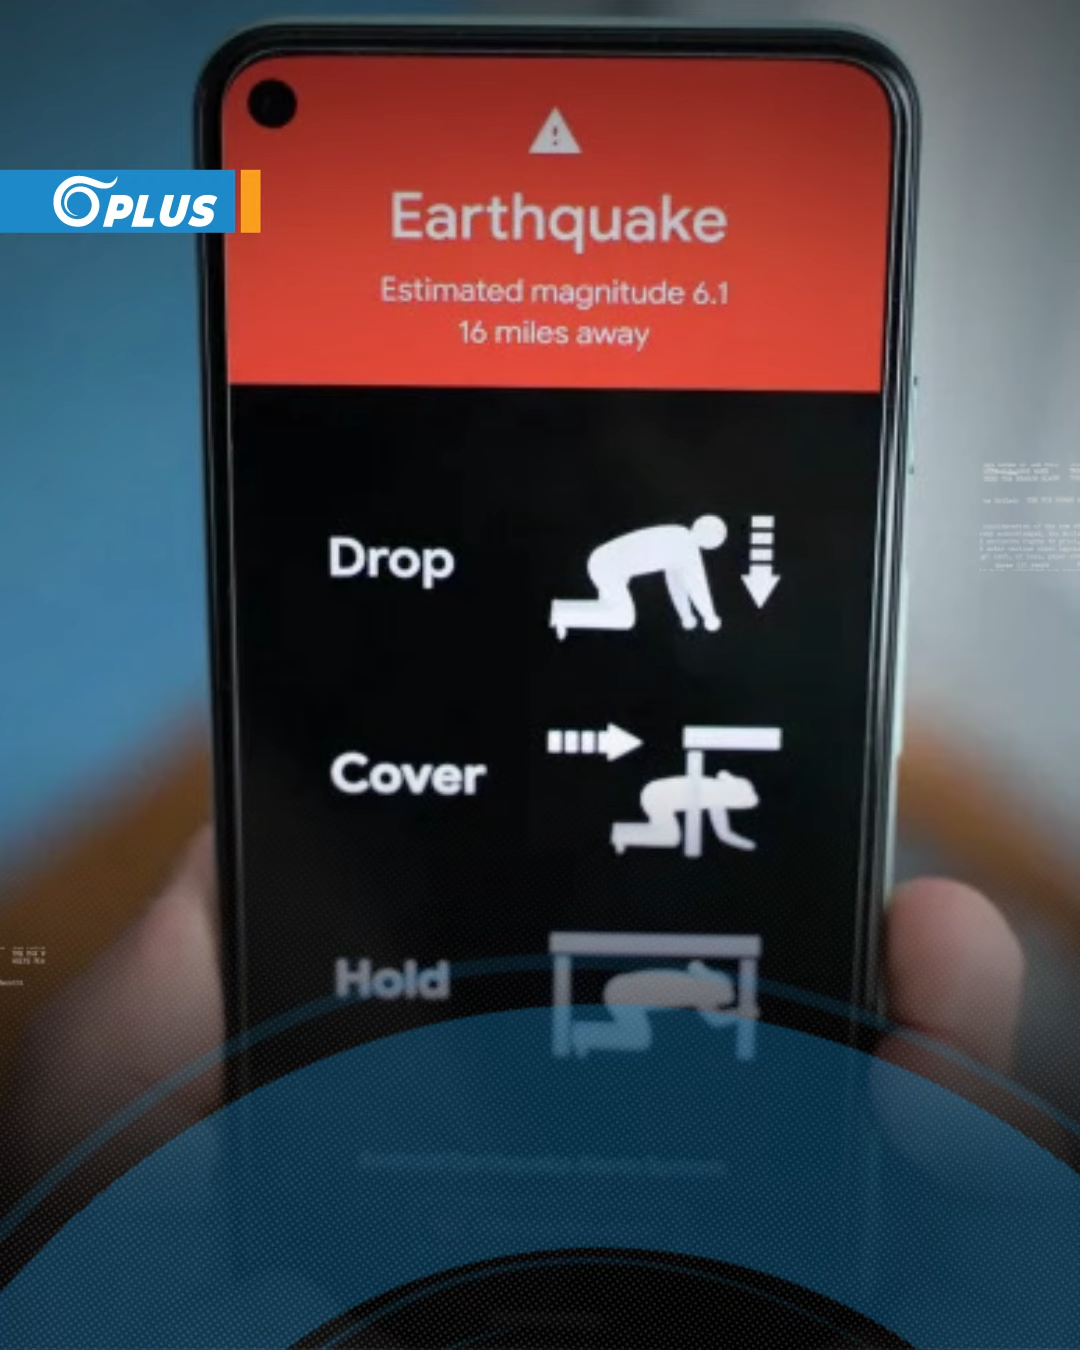 PLUS
Earthquake
Estimated magnitude 6.1
16 miles away
Drop
Cover
Hold